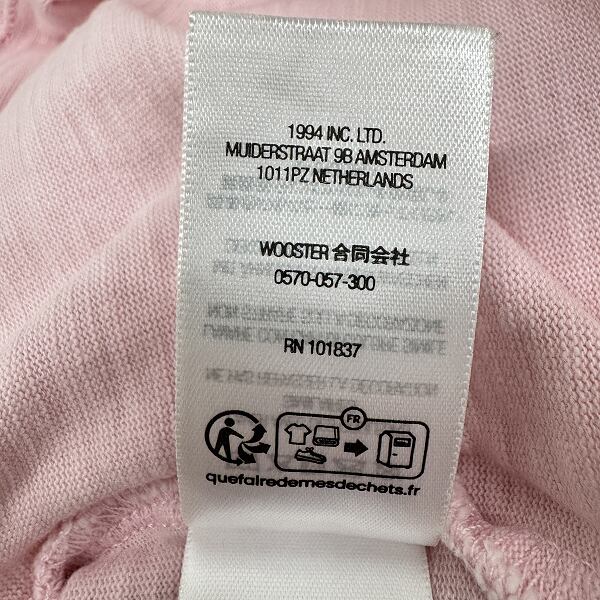 1994 INC. LTD.
MUIDERSTRAAT 9B AMSTERDAM
1011PZ NETHERLANDS
WOOSTER 合同会社
0570-057-300
RN 101837
FR
quefairedemesdechets.fr